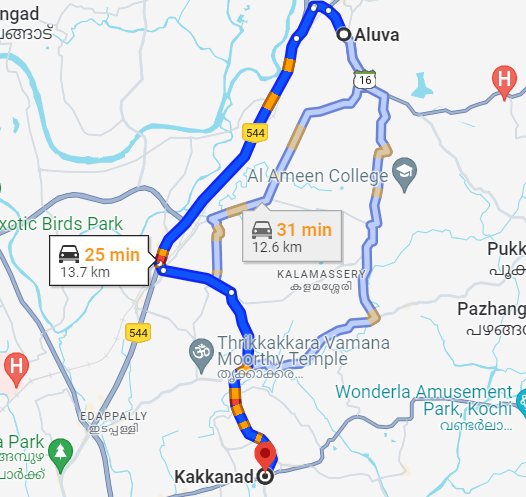 ngad
ങ്ങാട്
Aluva
16
H
544
Al Ameen College
xotic Birds Park
31 min
12.6 km
25 min
13.7 km
KALAMASSERY
കളമശ്ശേരി
Pukk
Pazhang
പഴങ്ങ
544
Thrikkakkara Vamana
Moorthy Temple
തൃക്കാക്കര...
H
Wonderla Amusement
Park, Kochi
വണ്ടർലാ...
EDAPPALLY
ഇടപ്പള്ളി
a Park
ങ്ങമ്പുഴ
പാർക്ക്
Kakkanad